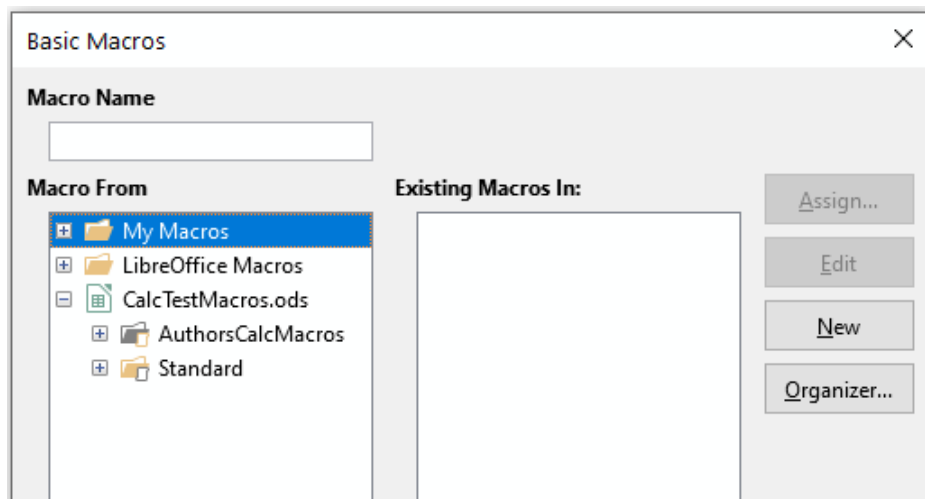 Basic Macros
Macro Name
Macro From
Existing Macros In:
My Macros
LibreOffice Macros
CalcTestMacros.ods
AuthorsCalcMacros
Standard
Assign...
Edit
New
Organizer...